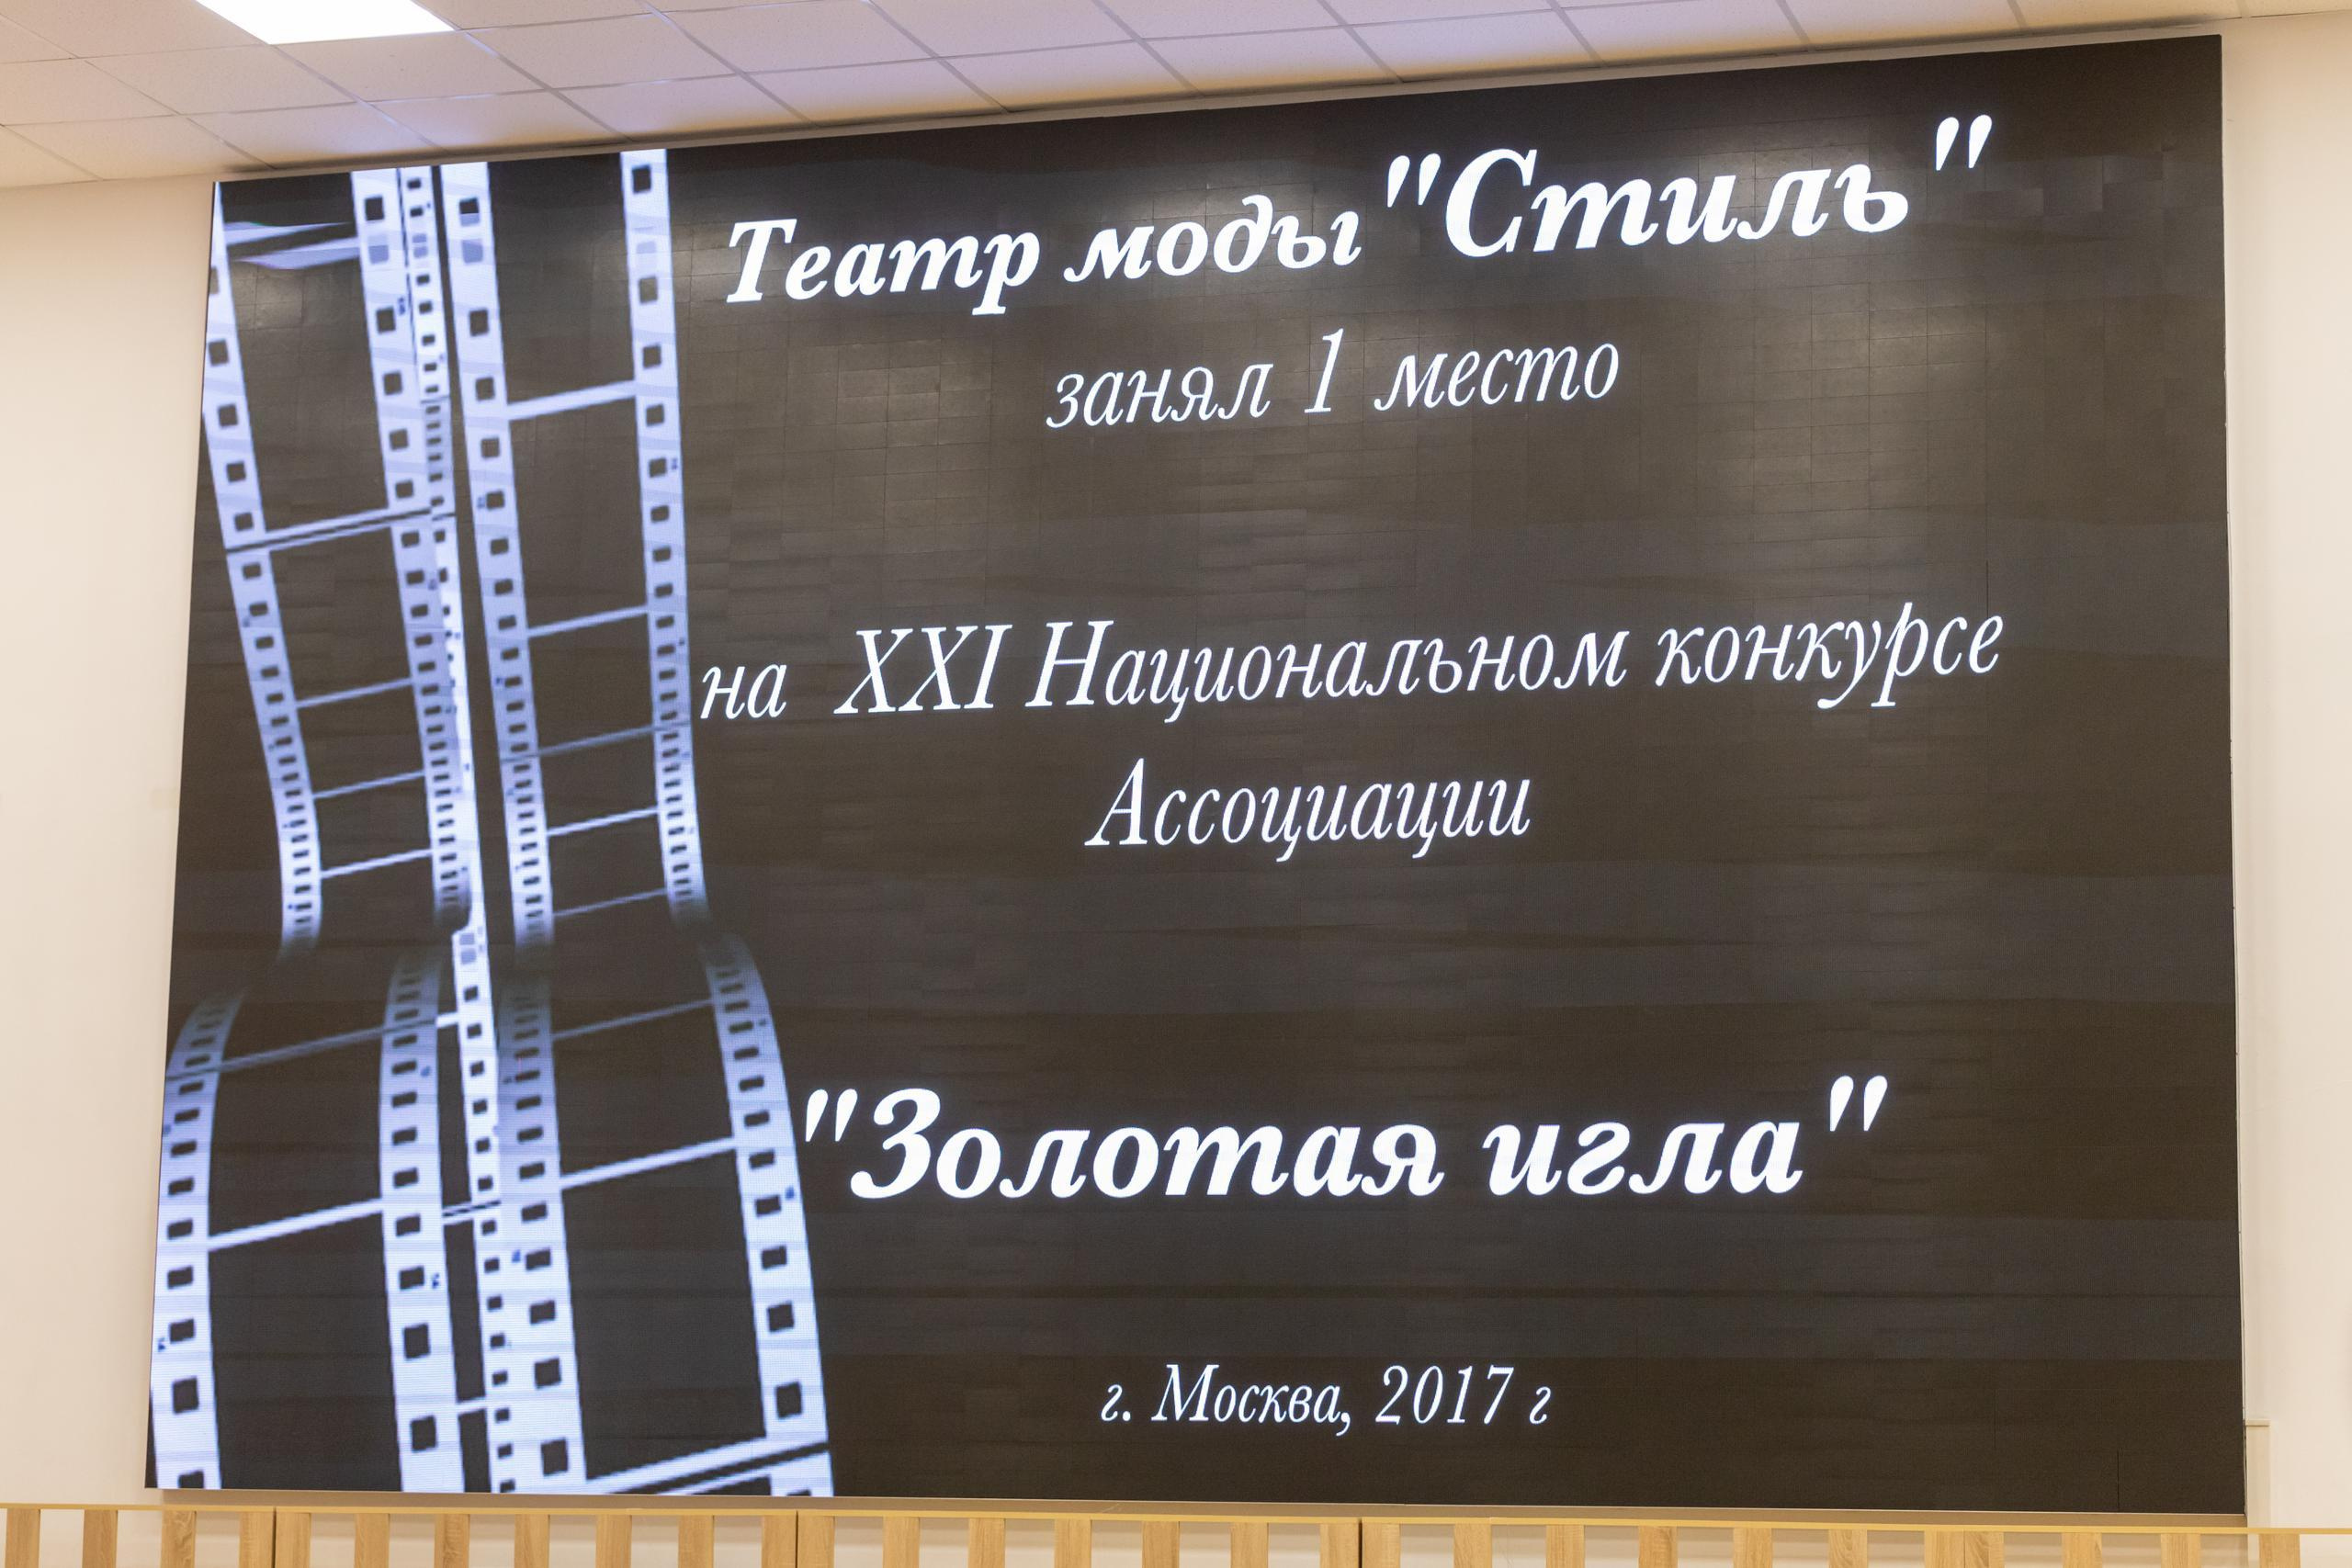 Театр моды "Стиль"
занял 1 место
на XXI Национальном конкурсе
Ассоциации
"Золотая игла"
г. Москва, 2017 г